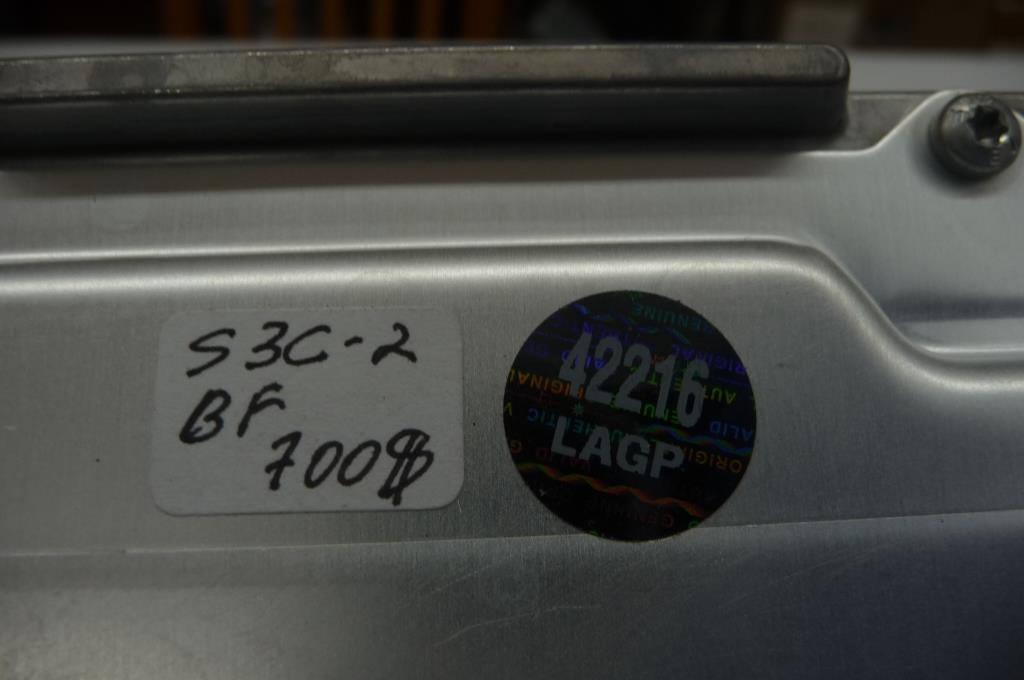 S3C-2
BF
700$
42216
LAGP